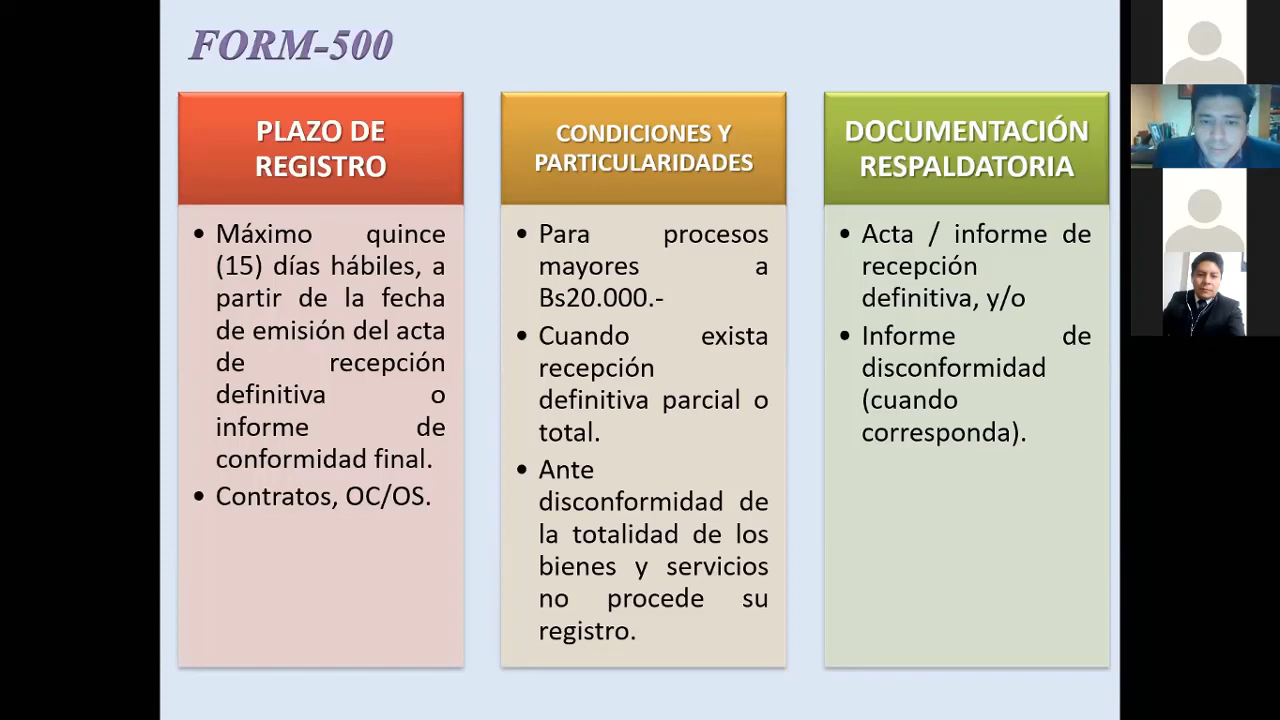 FORM-500
PLAZO DE
REGISTRO
• Máximo quince
(15) días hábiles, a
partir de la fecha
de emisión del acta
de recepción
definitiva o
informe de
conformidad final.
• Contratos, OC/OS.
CONDICIONES Y
PARTICULARIDADES
• Para procesos
mayores a
Bs20.000.-
• Cuando exista
recepción
definitiva parcial o
total.
• Ante
disconformidad de
la totalidad de los
bienes y servicios
no procede su
registro.
DOCUMENTACIÓN
RESPALDATORIA
• Acta / informe de
recepción
definitiva, y/o
• Informe de
disconformidad
(cuando
corresponda).